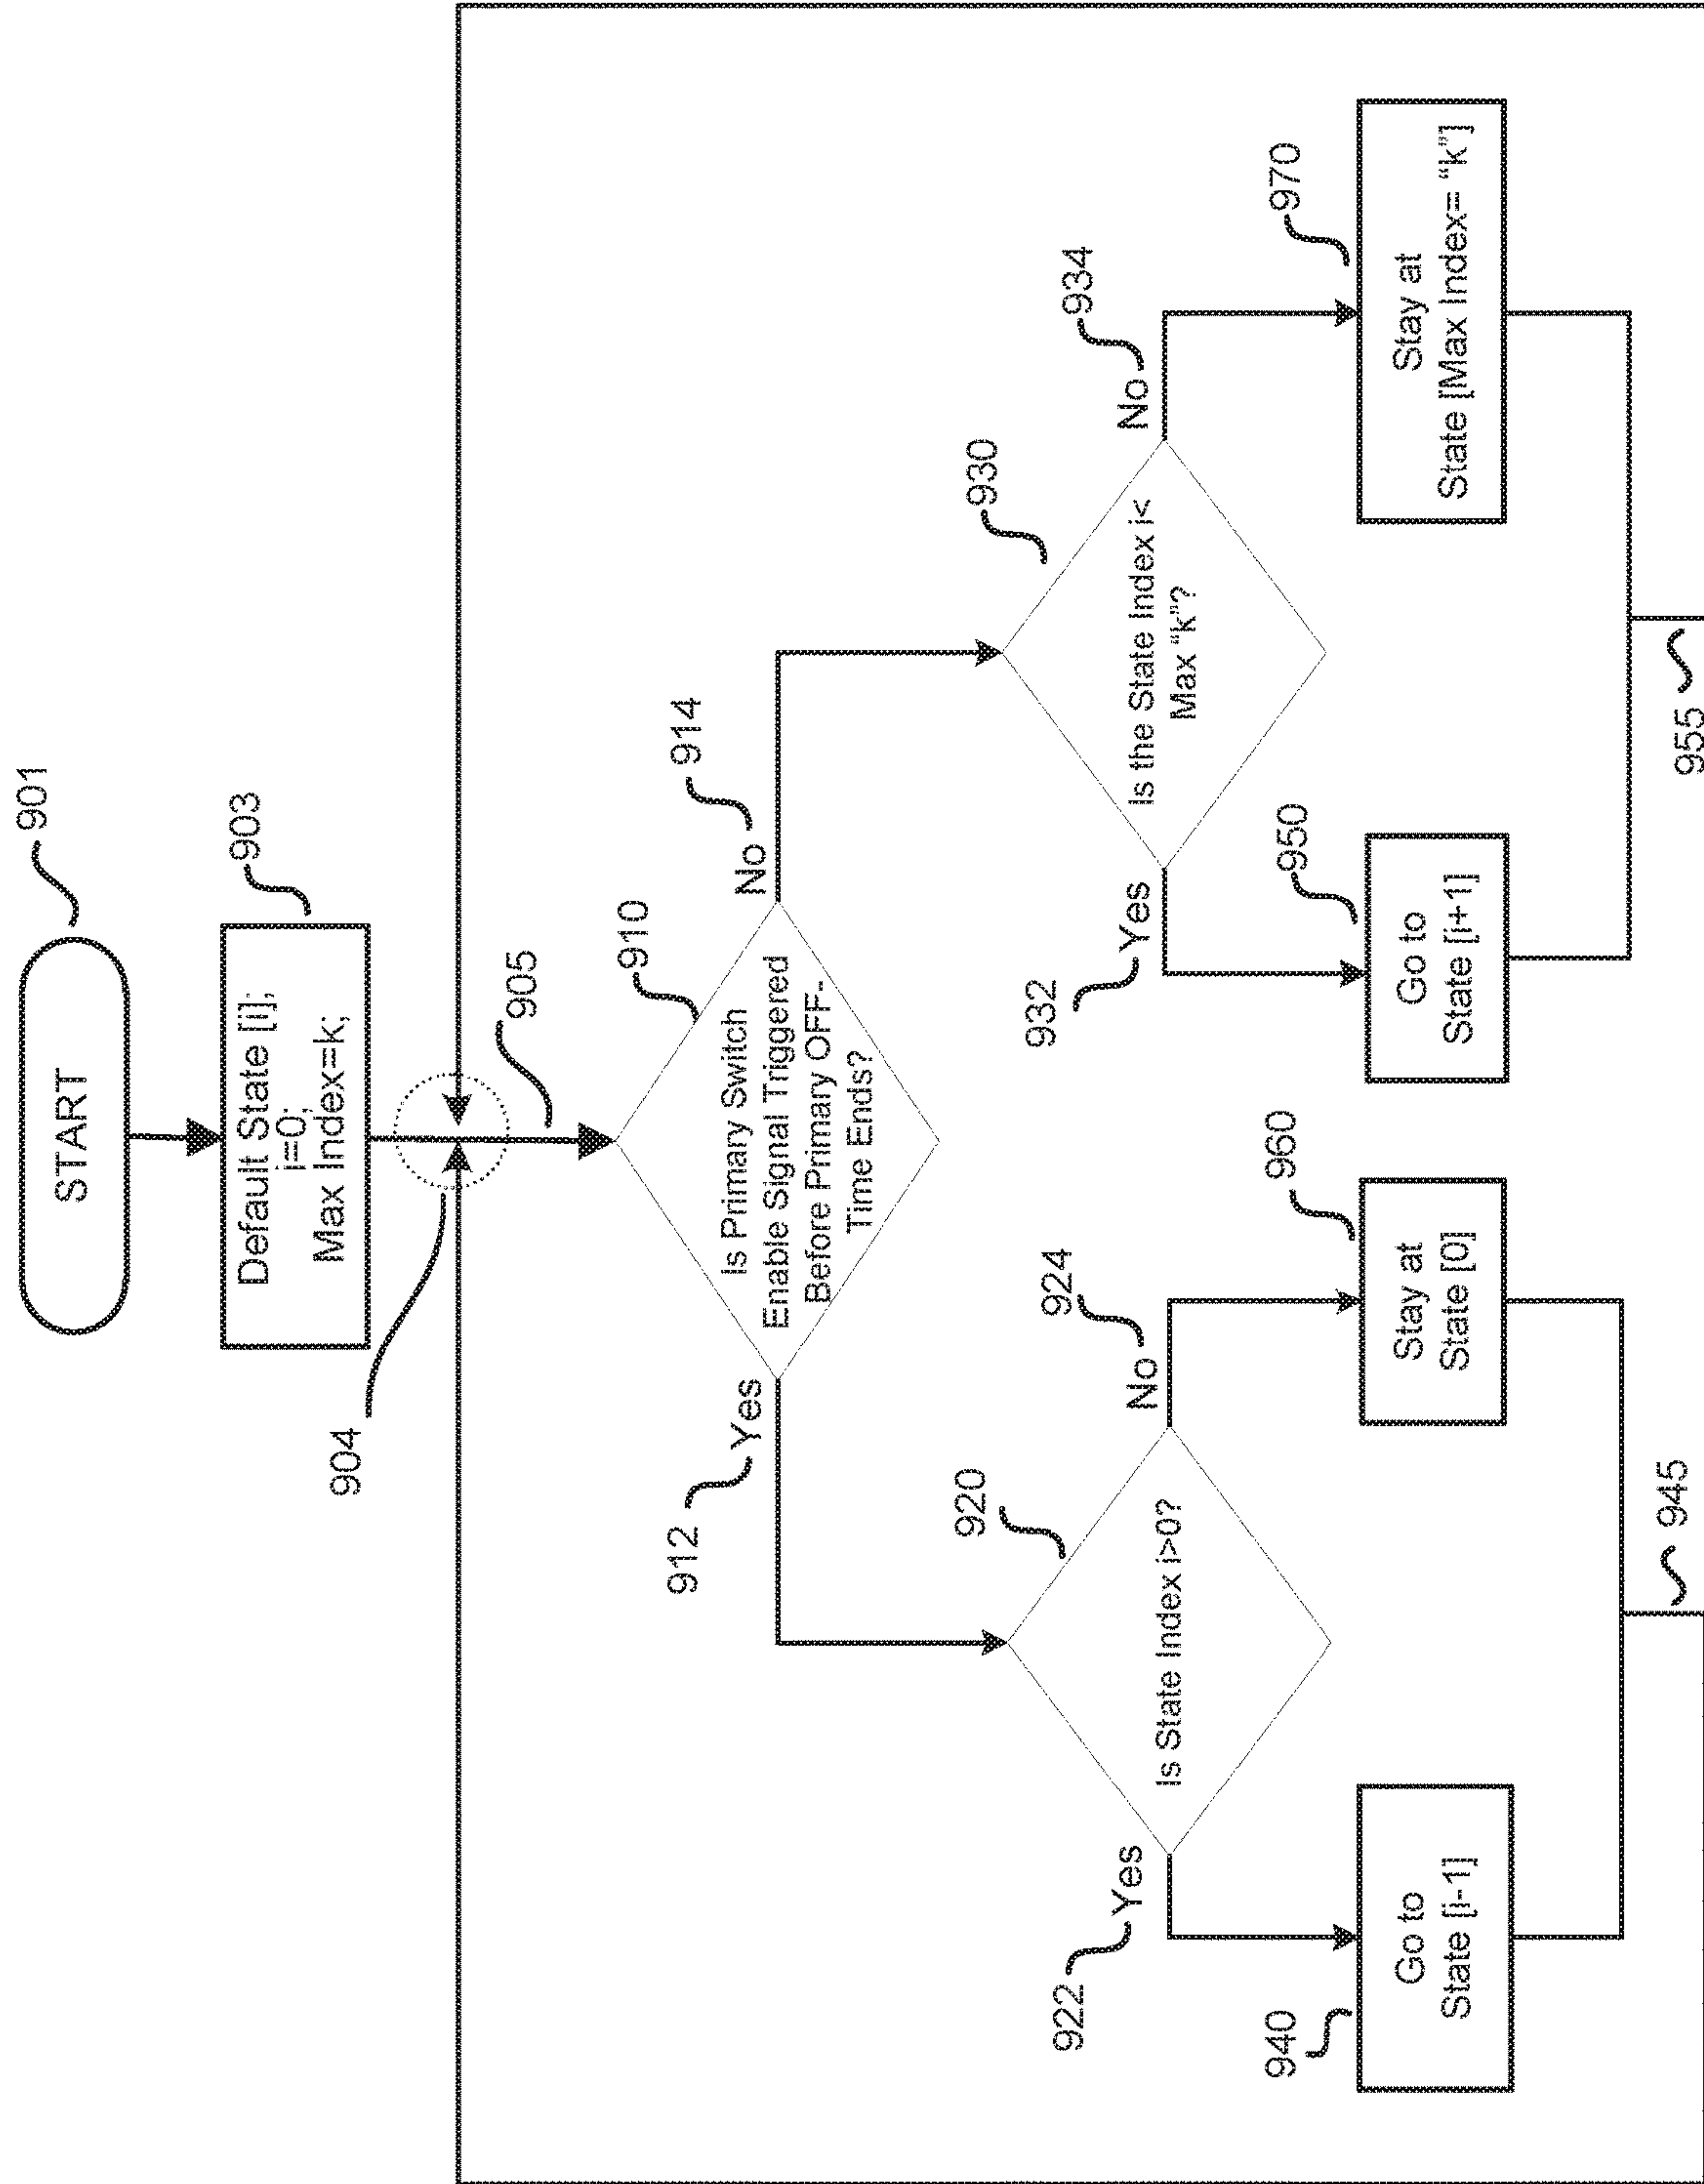 START
901
Default State [i];
i=0;
Max Index=k;
903
904
905
Is Primary Switch
Enable Signal Triggered
Before Primary OFF-
Time Ends?
910
912
Yes
No
914
Is State Index i>0?
920
Is the State Index i<
Max "k"?
930
922
Yes
No
924
932
Yes
No
934
Go to
State [i-1]
940
Stay at
State [0]
960
Go to
State [i+1]
950
Stay at
State [Max Index= "k"]
970
945
955